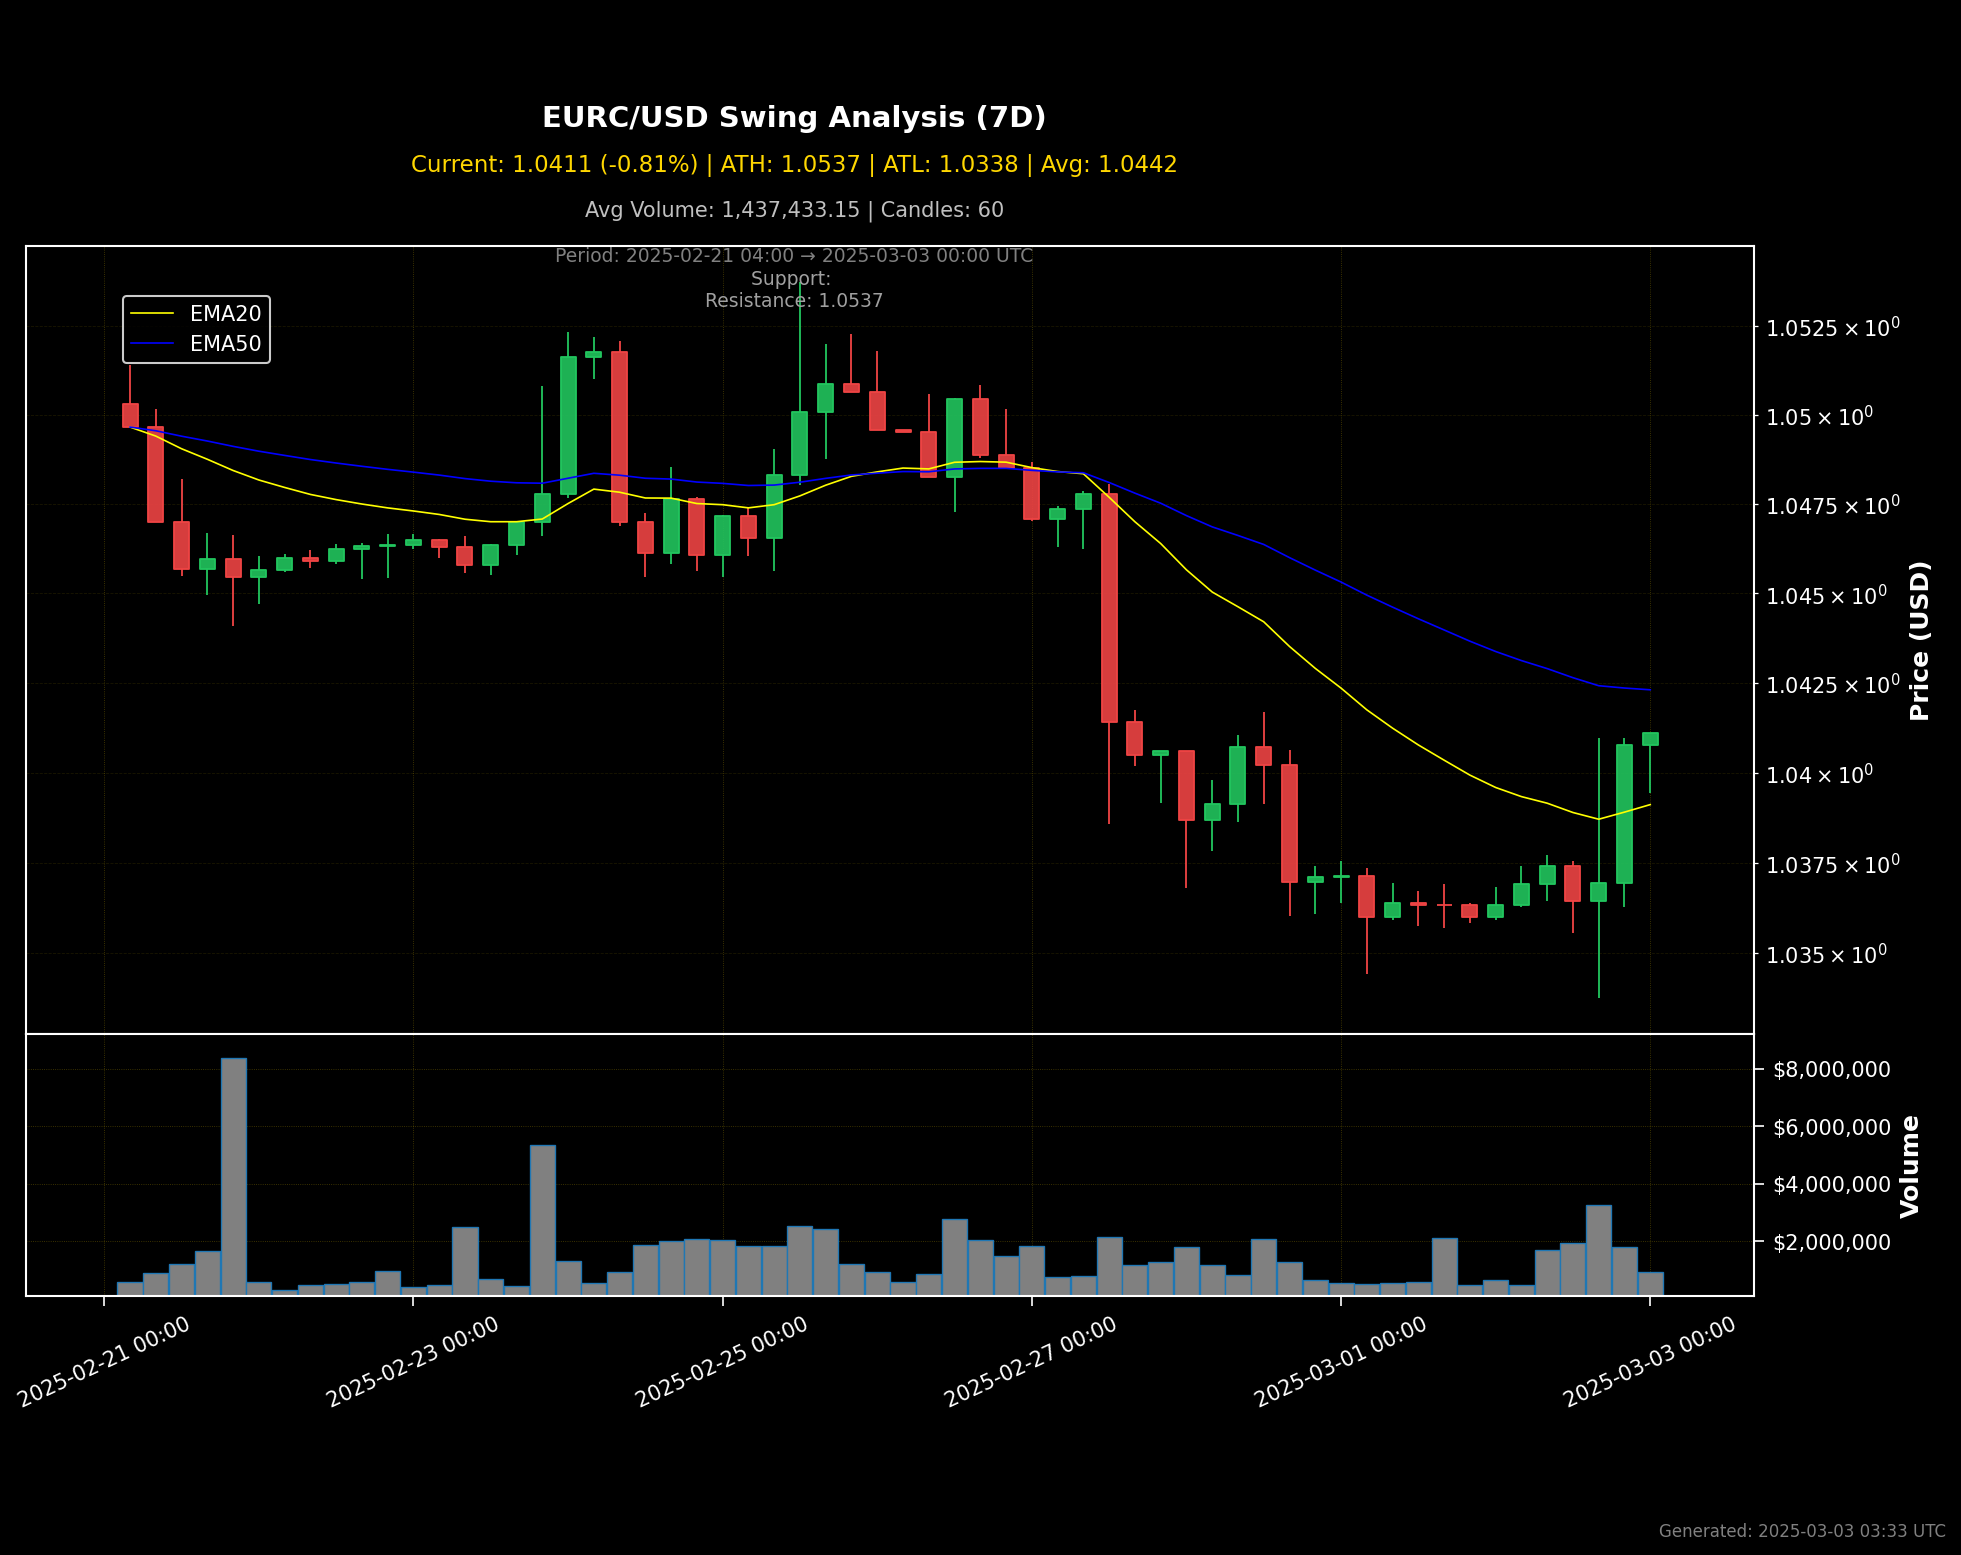 EURC/USD Swing Analysis (7D)
Current: 1.0411 (-0.81%) | ATH: 1.0537 | ATL: 1.0338 | Avg: 1.0442
Avg Volume: 1,437,433.15 | Candles: 60
Period: 2025-02-21 04:00 → 2025-03-03 00:00 UTC
Support:
Resistance: 1.0537
EMA20
EMA50
1.0525 × 10⁰
1.05 × 10⁰
1.0475 × 10⁰
1.045 × 10⁰
1.0425 × 10⁰
1.04 × 10⁰
1.0375 × 10⁰
1.035 × 10⁰
Price (USD)
$8,000,000
$6,000,000
$4,000,000
$2,000,000
Volume
2025-02-21 00:00
2025-02-23 00:00
2025-02-25 00:00
2025-02-27 00:00
2025-03-01 00:00
2025-03-03 00:00
Generated: 2025-03-03 03:33 UTC